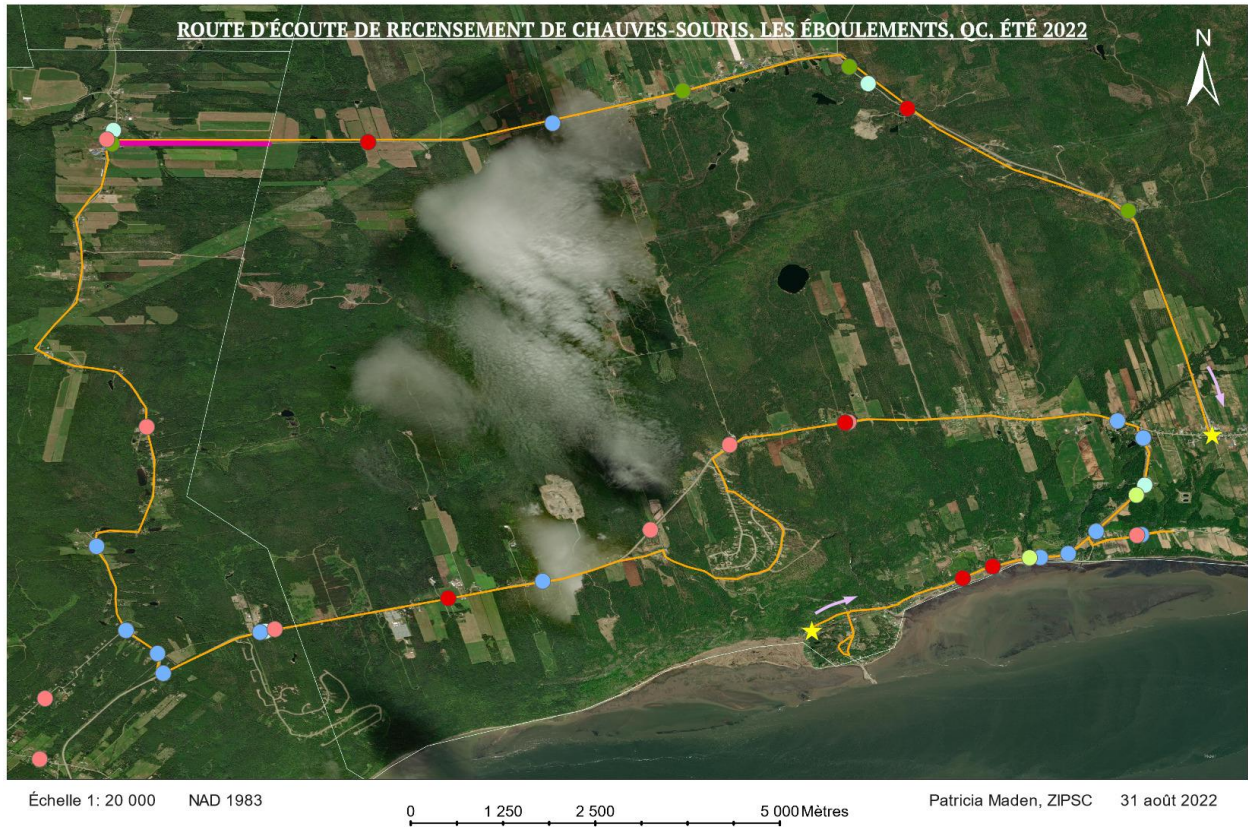 ROUTE D'ÉCOUTE DE RECENSEMENT DE CHAUVES-SOURIS, LES ÉBOULEMENTS, QC, ÉTÉ 2022
N
Échelle 1: 20 000 NAD 1983
0 1 250 2 500 5 000 Mètres
Patricia Maden, ZIPSC 31 août 2022